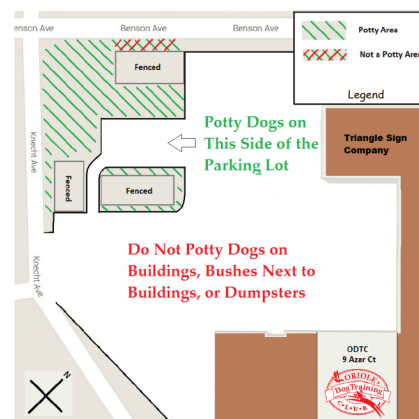 enson Ave
Benson Ave
Benson Ave
Potty Area
Not a Potty Area
Legend
Fenced
Knecht Ave
Potty Dogs on
This Side of the
Parking Lot
Triangle Sign
Company
Fenced
Fenced
Do Not Potty Dogs on
Buildings, Bushes Next to
Buildings, or Dumpsters
Knecht Ave
N
ODTC
9 Azar Ct
ORIOLE
Dog Training
C•L•U•B